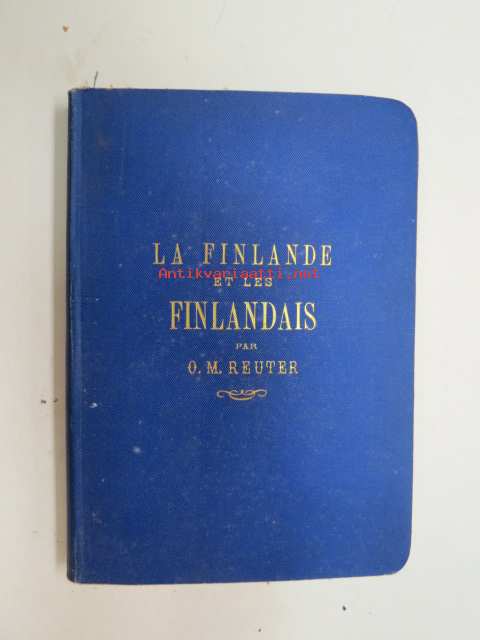 LA FINLANDE
Antikvariaatti.net
ET LES
FINLANDAIS
PAR
O. M. REUTER